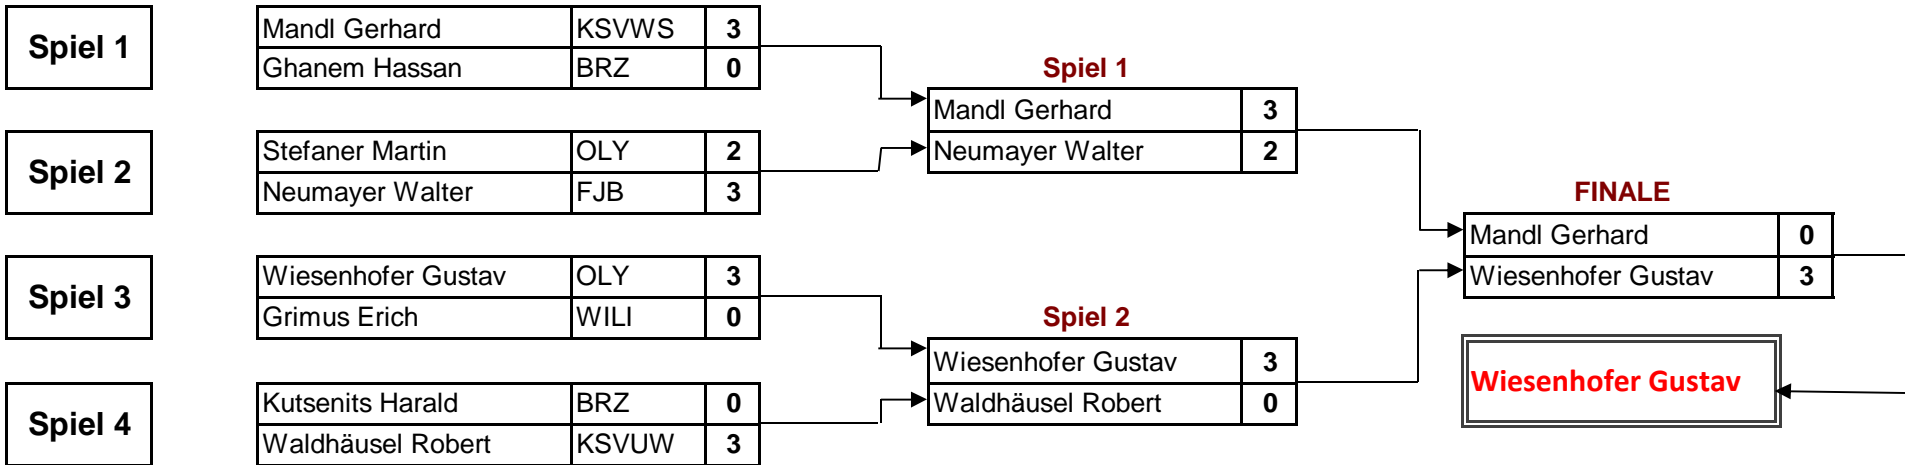 Spiel 1
Mandl Gerhard KSVWS 3
Ghanem Hassan BRZ 0
Spiel 2
Stefaner Martin OLY 2
Neumayer Walter FJB 3
Spiel 3
Wiesenhofer Gustav OLY 3
Grimus Erich WILI 0
Spiel 4
Kutsenits Harald BRZ 0
Waldhäusel Robert KSVUW 3
Spiel 1
Mandl Gerhard 3
Neumayer Walter 2
Spiel 2
Wiesenhofer Gustav 3
Waldhäusel Robert 0
FINALE
Mandl Gerhard 0
Wiesenhofer Gustav 3
Wiesenhofer Gustav